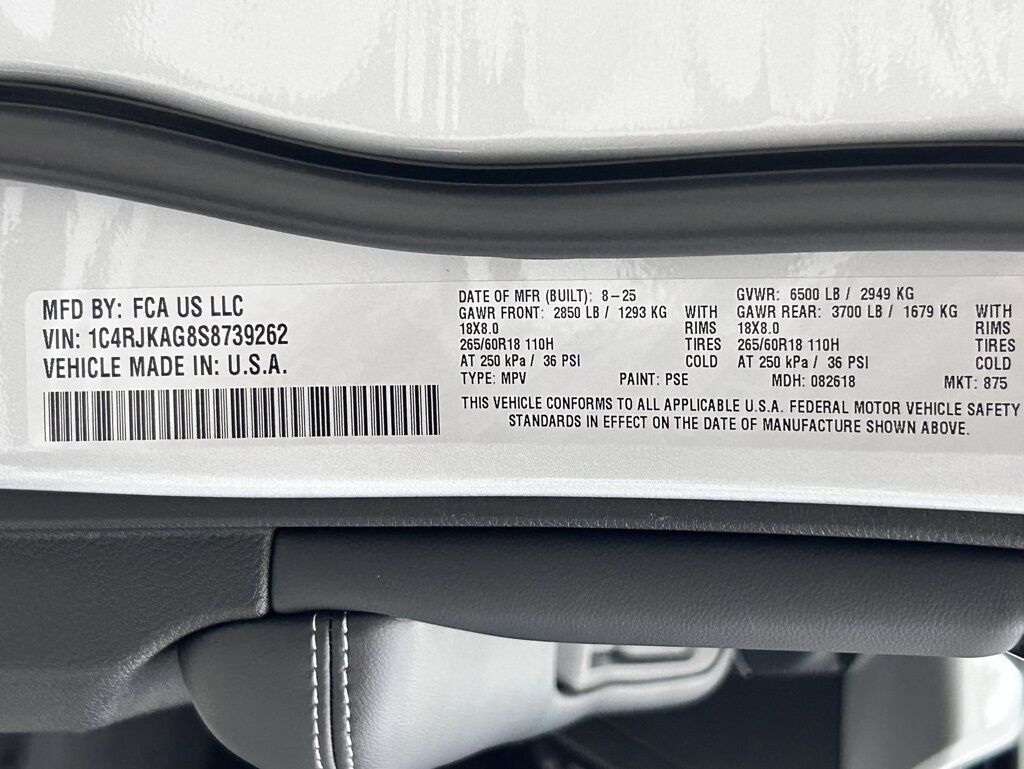 MFD BY: FCA US LLC
VIN: 1C4RJKAG8S8739262
VEHICLE MADE IN: U.S.A.
DATE OF MFR (BUILT): 8-25 GVWR: 6500 LB / 2949 KG
GAWR FRONT: 2850 LB / 1293 KG WITH GAWR REAR: 3700 LB / 1679 KG WITH
18X8.0 RIMS 18X8.0 RIMS
265/60R18 110H TIRES 265/60R18 110H TIRES
AT 250 kPa / 36 PSI COLD AT 250 kPa / 36 PSI COLD
TYPE: MPV PAINT: PSE MDH: 082618 MKT: 875
THIS VEHICLE CONFORMS TO ALL APPLICABLE U.S.A. FEDERAL MOTOR VEHICLE SAFETY
STANDARDS IN EFFECT ON THE DATE OF MANUFACTURE SHOWN ABOVE.